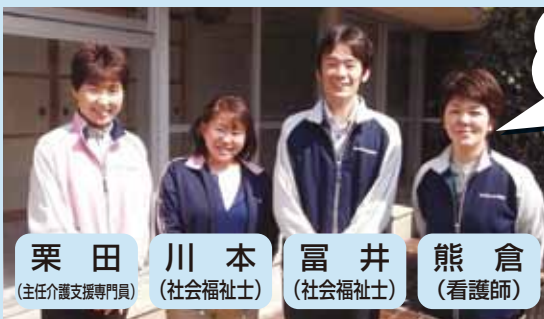 栗田
(主任介護支援専門員)
川本
(社会福祉士)
冨井
(社会福祉士)
熊倉
(看護師)